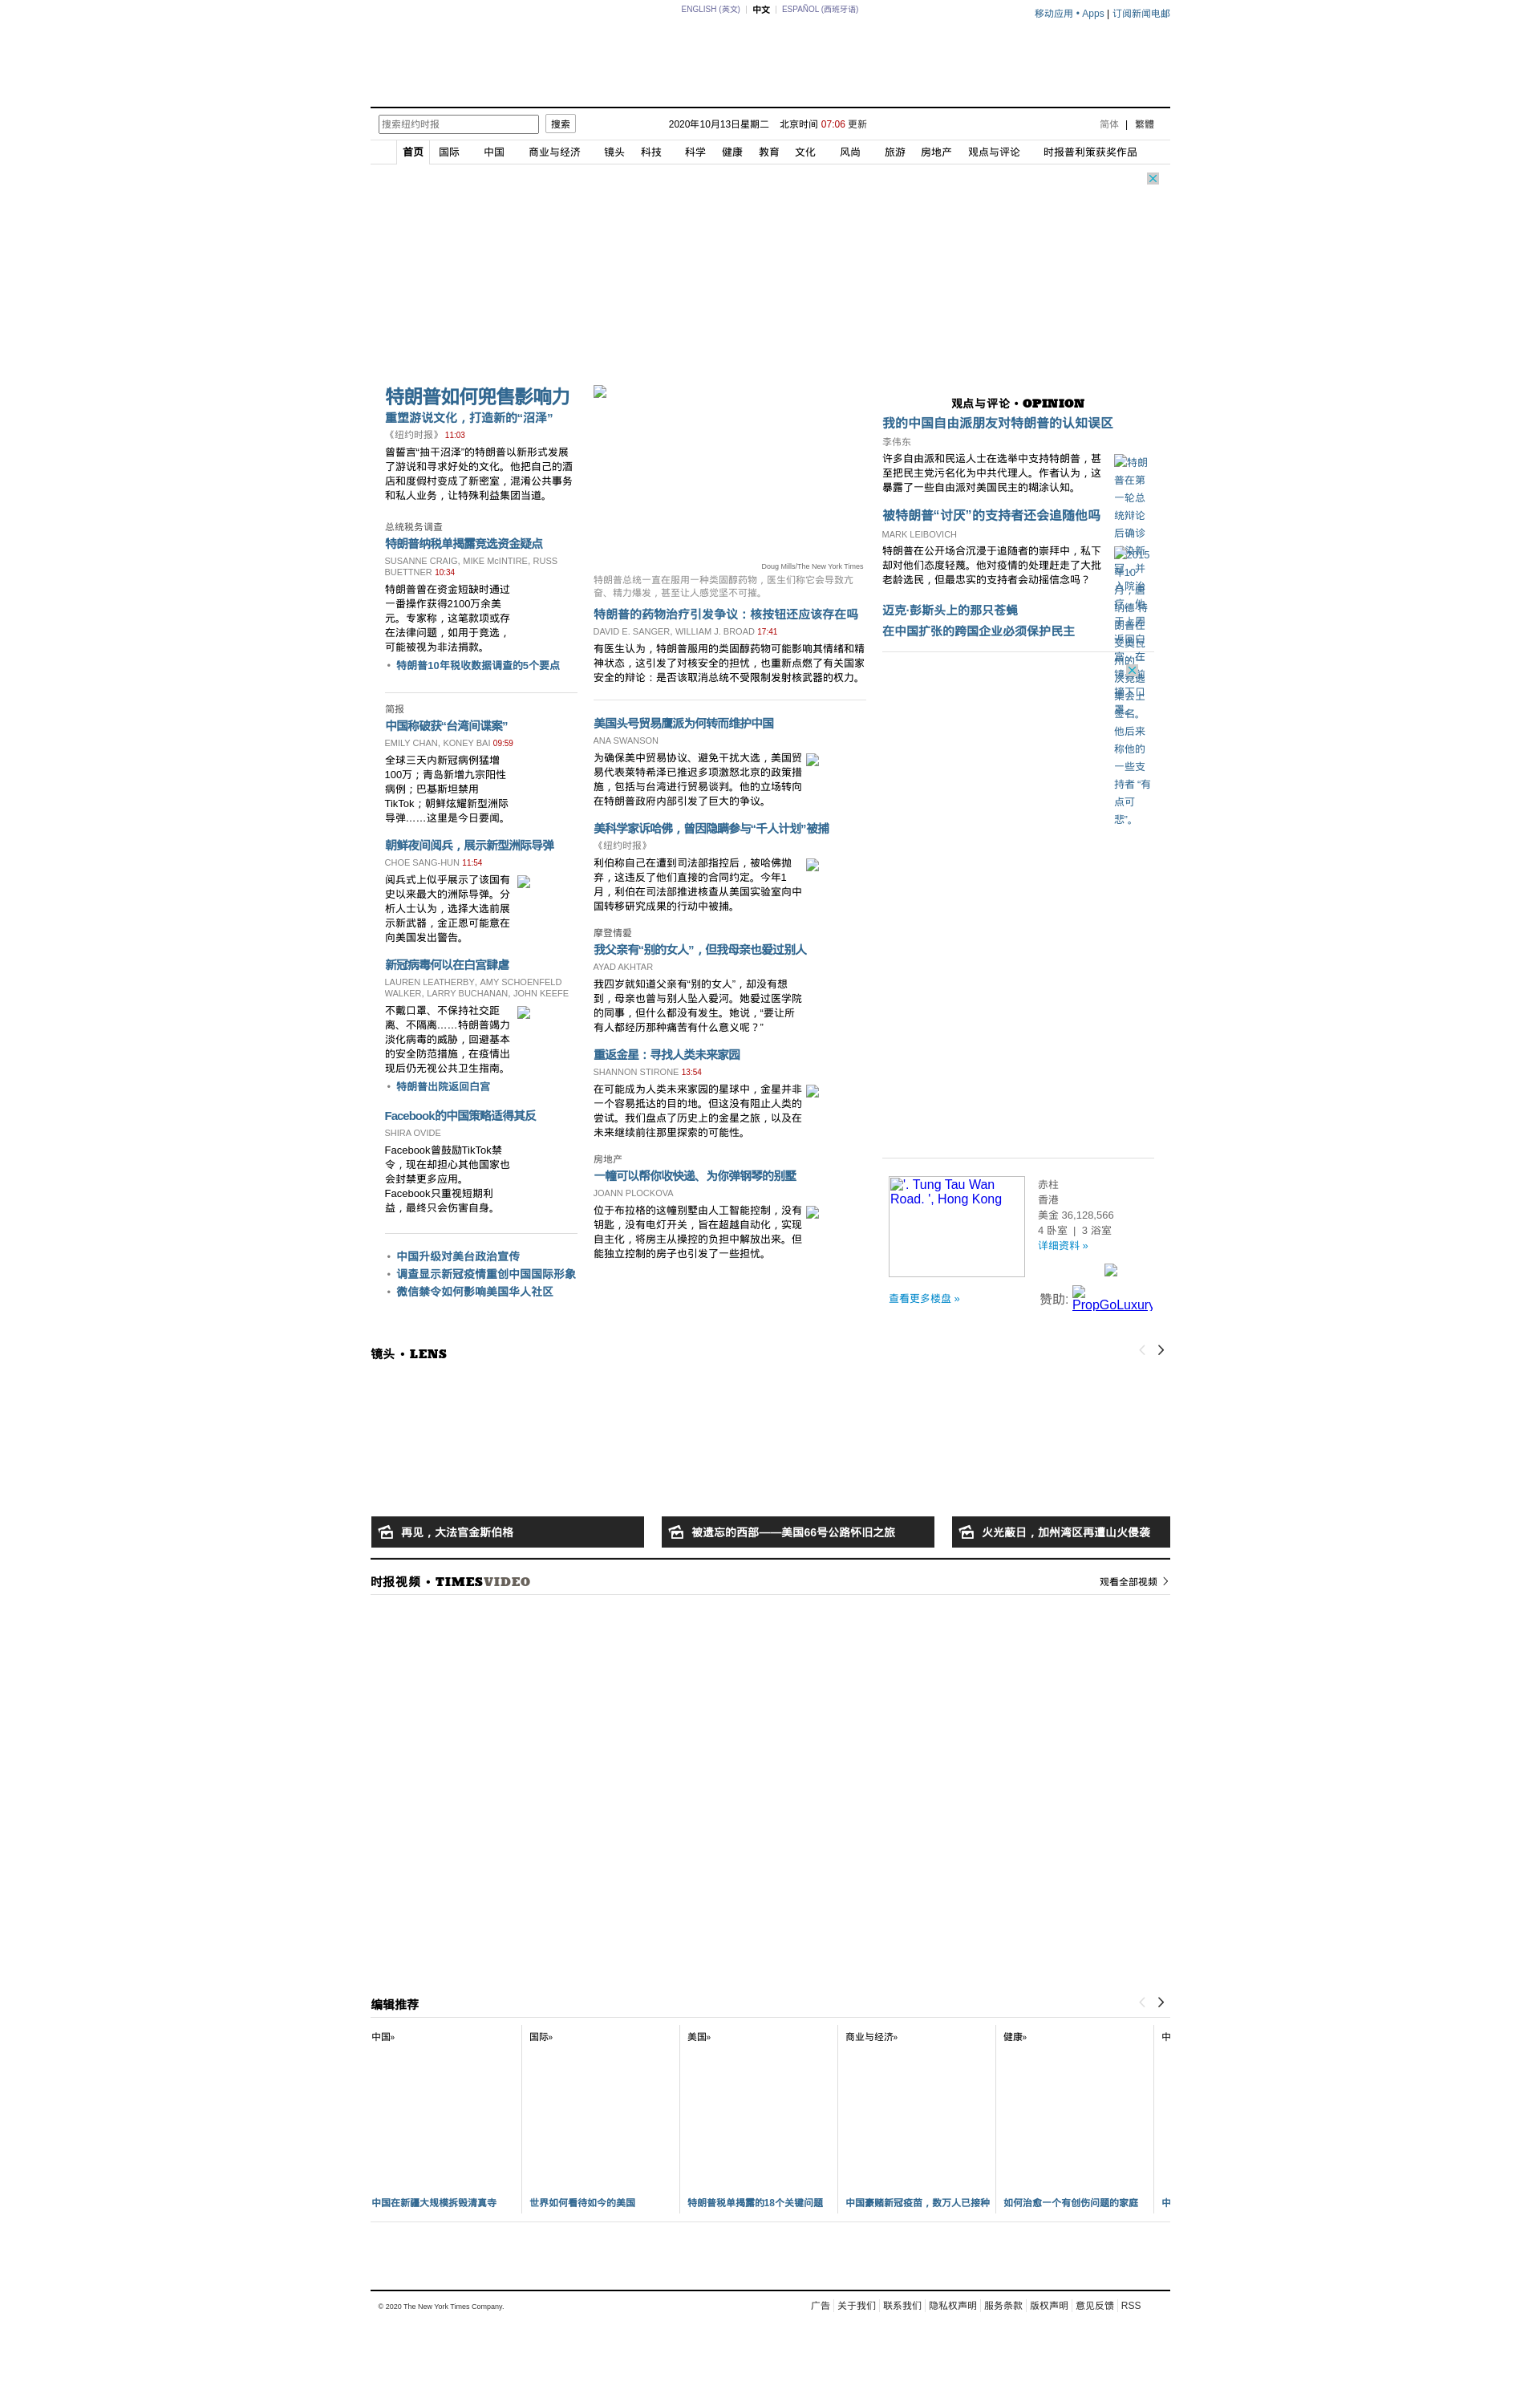 ENGLISH (英文) | 中文 | ESPAÑOL (西班牙语)
移动应用 • Apps | 订阅新闻电邮
搜索纽约时报 搜索 2020年10月13日星期二 北京时间 07:06 更新 简体 | 繁體
首页 国际 中国 商业与经济 镜头 科技 科学 健康 教育 文化 风尚 旅游 房地产 观点与评论 时报普利策获奖作品
特朗普如何兜售影响力
重塑游说文化，打造新的“沼泽”
《纽约时报》 11:03
曾誓言“抽干沼泽”的特朗普以新形式发展
了游说和寻求好处的文化。他把自己的酒
店和度假村变成了新密室，混淆公共事务
和私人业务，让特殊利益集团当道。
总统税务调查
特朗普纳税单揭露竞选资金疑点
SUSANNE CRAIG, MIKE McINTIRE, RUSS
BUETTNER 10:34
特朗普曾在资金短缺时通过
一番操作获得2100万余美
元。专家称，这笔款项或存
在法律问题，如用于竞选，
可能被视为非法捐款。
• 特朗普10年税收数据调查的5个要点
简报
中国称破获“台湾间谍案”
EMILY CHAN, KONEY BAI 09:59
全球三天内新冠病例猛增
100万；青岛新增九宗阳性
病例；巴基斯坦禁用
TikTok；朝鲜炫耀新型洲际
导弹……这里是今日要闻。
朝鲜夜间阅兵，展示新型洲际导弹
CHOE SANG-HUN 11:54
阅兵式上似乎展示了该国有
史以来最大的洲际导弹。分
析人士认为，选择大选前展
示新武器，金正恩可能意在
向美国发出警告。
新冠病毒何以在白宫肆虐
LAUREN LEATHERBY, AMY SCHOENFELD
WALKER, LARRY BUCHANAN, JOHN KEEFE
不戴口罩、不保持社交距
离、不隔离……特朗普竭力
淡化病毒的威胁，回避基本
的安全防范措施，在疫情出
现后仍无视公共卫生指南。
• 特朗普出院返回白宫
Facebook的中国策略适得其反
SHIRA OVIDE
Facebook曾鼓励TikTok禁
令，现在却担心其他国家也
会封禁更多应用。
Facebook只重视短期利
益，最终只会伤害自身。
• 中国升级对美台政治宣传
• 调查显示新冠疫情重创中国国际形象
• 微信禁令如何影响美国华人社区
Doug Mills/The New York Times
特朗普总统一直在服用一种类固醇药物，医生们称它会导致亢
奋、精力爆发，甚至让人感觉坚不可摧。
特朗普的药物治疗引发争议：核按钮还应该存在吗
DAVID E. SANGER, WILLIAM J. BROAD 17:41
有医生认为，特朗普服用的类固醇药物可能影响其情绪和精
神状态，这引发了对核安全的担忧，也重新点燃了有关国家
安全的辩论：是否该取消总统不受限制发射核武器的权力。
美国头号贸易鹰派为何转而维护中国
ANA SWANSON
为确保美中贸易协议、避免干扰大选，美国贸
易代表莱特希泽已推迟多项激怒北京的政策措
施，包括与台湾进行贸易谈判。他的立场转向
在特朗普政府内部引发了巨大的争议。
美科学家诉哈佛，曾因隐瞒参与“千人计划”被捕
《纽约时报》
利伯称自己在遭到司法部指控后，被哈佛抛
弃，这违反了他们直接的合同约定。今年1
月，利伯在司法部推进核查从美国实验室向中
国转移研究成果的行动中被捕。
摩登情爱
我父亲有“别的女人”，但我母亲也爱过别人
AYAD AKHTAR
我四岁就知道父亲有“别的女人”，却没有想
到，母亲也曾与别人坠入爱河。她爱过医学院
的同事，但什么都没有发生。她说，“要让所
有人都经历那种痛苦有什么意义呢？”
重返金星：寻找人类未来家园
SHANNON STIRONE 13:54
在可能成为人类未来家园的星球中，金星并非
一个容易抵达的目的地。但这没有阻止人类的
尝试。我们盘点了历史上的金星之旅，以及在
未来继续前往那里探索的可能性。
房地产
一幢可以帮你收快递、为你弹钢琴的别墅
JOANN PLOCKOVA
位于布拉格的这幢别墅由人工智能控制，没有
钥匙，没有电灯开关，旨在超越自动化，实现
自主化，将房主从操控的负担中解放出来。但
能独立控制的房子也引发了一些担忧。
观点与评论 • OPINION
我的中国自由派朋友对特朗普的认知误区
李伟东
许多自由派和民运人士在选举中支持特朗普，甚
至把民主党污名化为中共代理人。作者认为，这
暴露了一些自由派对美国民主的糊涂认知。
特朗
普在第
一轮总
统辩论
后确诊
被特朗普“讨厌”的支持者还会追随他吗
MARK LEIBOVICH
特朗普在公开场合沉浸于追随者的崇拜中，私下
却对他们态度轻蔑。他对疫情的处理赶走了大批
老龄选民，但最忠实的支持者会动摇信念吗？
迈克·彭斯头上的那只苍蝇
在中国扩张的跨国企业必须保护民主
签名。
他后来
称他的
一些支
持者 “有
点可
悲”。
'. Tung Tau Wan
Road. ', Hong Kong
赤柱
香港
美金 36,128,566
4 卧室 | 3 浴室
详细资料 »
查看更多楼盘 »
赞助: PropGoLuxury
镜头 • LENS
再见，大法官金斯伯格
被遗忘的西部——美国66号公路怀旧之旅
火光蔽日，加州湾区再遭山火侵袭
时报视频 • TIMESVIDEO
观看全部视频
编辑推荐
中国» 国际» 美国» 商业与经济» 健康» 中
中国在新疆大规模拆毁清真寺 世界如何看待如今的美国 特朗普税单揭露的18个关键问题 中国豪赌新冠疫苗，数万人已接种 如何治愈一个有创伤问题的家庭 中
© 2020 The New York Times Company.
广告 | 关于我们 | 联系我们 | 隐私权声明 | 服务条款 | 版权声明 | 意见反馈 | RSS